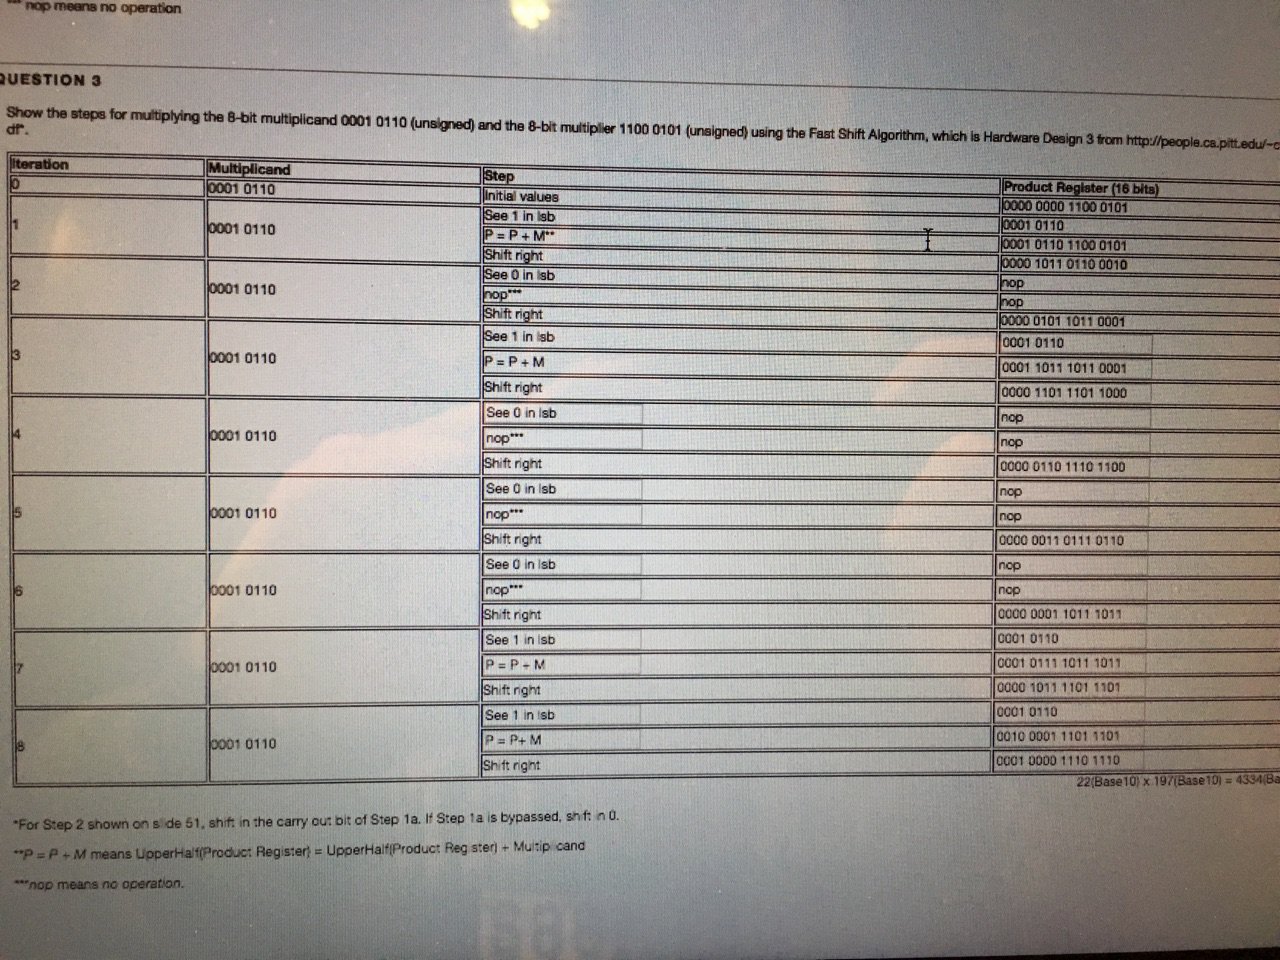 *** nop means no operation
QUESTION 3
Show the steps for multiplying the 8-bit multiplicand 0001 0110 (unsigned) and the 8-bit multiplier 1100 0101 (unsigned) using the Fast Shift Algorithm, which is Hardware Design 3 from http://people.cs.pitt.edu/~c
df".
Iteration Multiplicand Step Product Register (16 bits)
0 0001 0110 Initial values 0000 0000 1100 0101
1 0001 0110 See 1 in lsb 0001 0110
P = P + M** 0001 0110 1100 0101
Shift right 0000 1011 0110 0010
2 0001 0110 See 0 in lsb nop
nop*** nop
Shift right 0000 0101 1011 0001
3 0001 0110 See 1 in lsb 0001 0110
P = P + M 0001 1011 1011 0001
Shift right 0000 1101 1101 1000
4 0001 0110 See 0 in lsb nop
nop*** nop
Shift right 0000 0110 1110 1100
5 0001 0110 See 0 in lsb nop
nop*** nop
Shift right 0000 0011 0111 0110
6 0001 0110 See 0 in lsb nop
nop*** nop
Shift right 0000 0001 1011 1011
7 0001 0110 See 1 in lsb 0001 0110
P = P + M 0001 0111 1011 1011
Shift right 0000 1011 1101 1101
8 0001 0110 See 1 in lsb 0001 0110
P = P+ M 0010 0001 1101 1101
Shift right 0001 0000 1110 1110
22(Base10) x 197(Base10) = 4334(Ba
*For Step 2 shown on slide 51, shift in the carry out bit of Step 1a. If Step 1a is bypassed, shift in 0.
**P = P + M means UpperHalf(Product Register) = UpperHalf(Product Register) + Multiplicand
***nop means no operation.